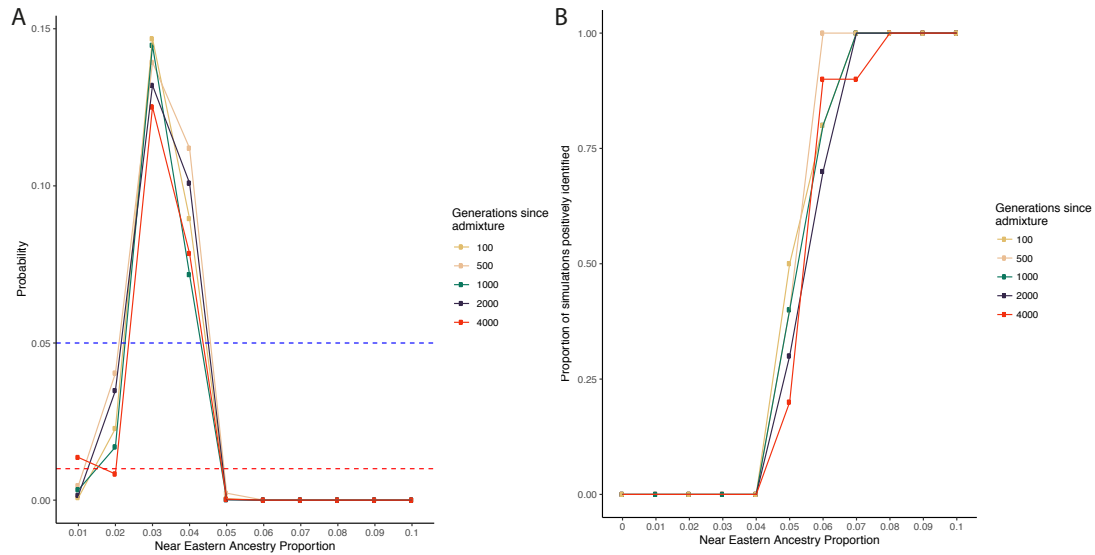 A
Probability
0.15
0.10
0.05
0.00
0.01 0.02 0.03 0.04 0.05 0.06 0.07 0.08 0.09 0.1
Near Eastern Ancestry Proportion
Generations since
admixture
100
500
1000
2000
4000
B
Proportion of simulations positively identified
1.00
0.75
0.50
0.25
0.00
0 0.01 0.02 0.03 0.04 0.05 0.06 0.07 0.08 0.09 0.1
Near Eastern Ancestry Proportion
Generations since
admixture
100
500
1000
2000
4000